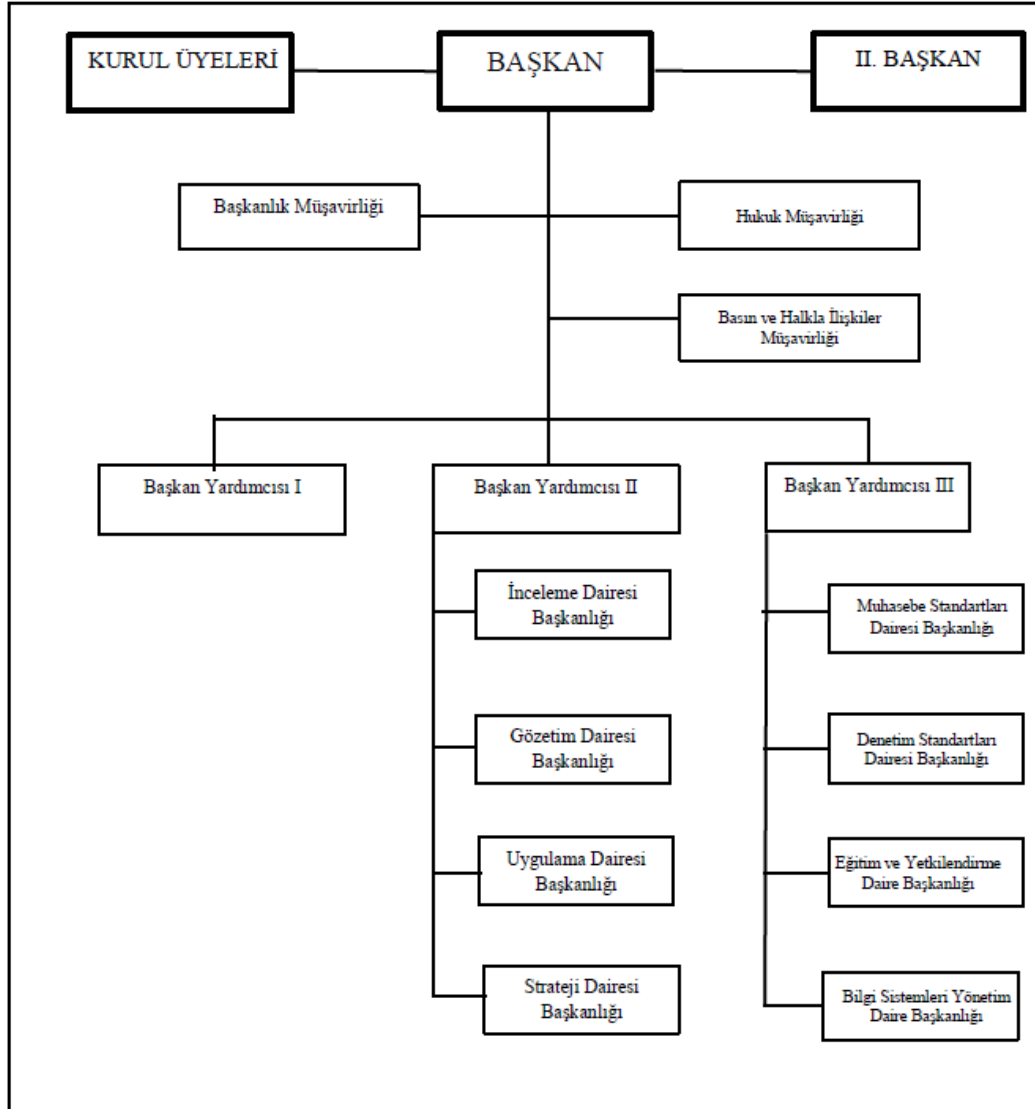 KURUL ÜYELERİ
BAŞKAN
II. BAŞKAN
Başkanlık Müşavirliği
Hukuk Müşavirliği
Basın ve Halkla İlişkiler
Müşavirliği
Başkan Yardımcısı I
Başkan Yardımcısı II
Başkan Yardımcısı III
İnceleme Dairesi
Başkanlığı
Muhasebe Standartları
Dairesi Başkanlığı
Gözetim Dairesi
Başkanlığı
Denetim Standartları
Dairesi Başkanlığı
Uygulama Dairesi
Başkanlığı
Eğitim ve Yetkilendirme
Daire Başkanlığı
Strateji Dairesi
Başkanlığı
Bilgi Sistemleri Yönetim
Daire Başkanlığı